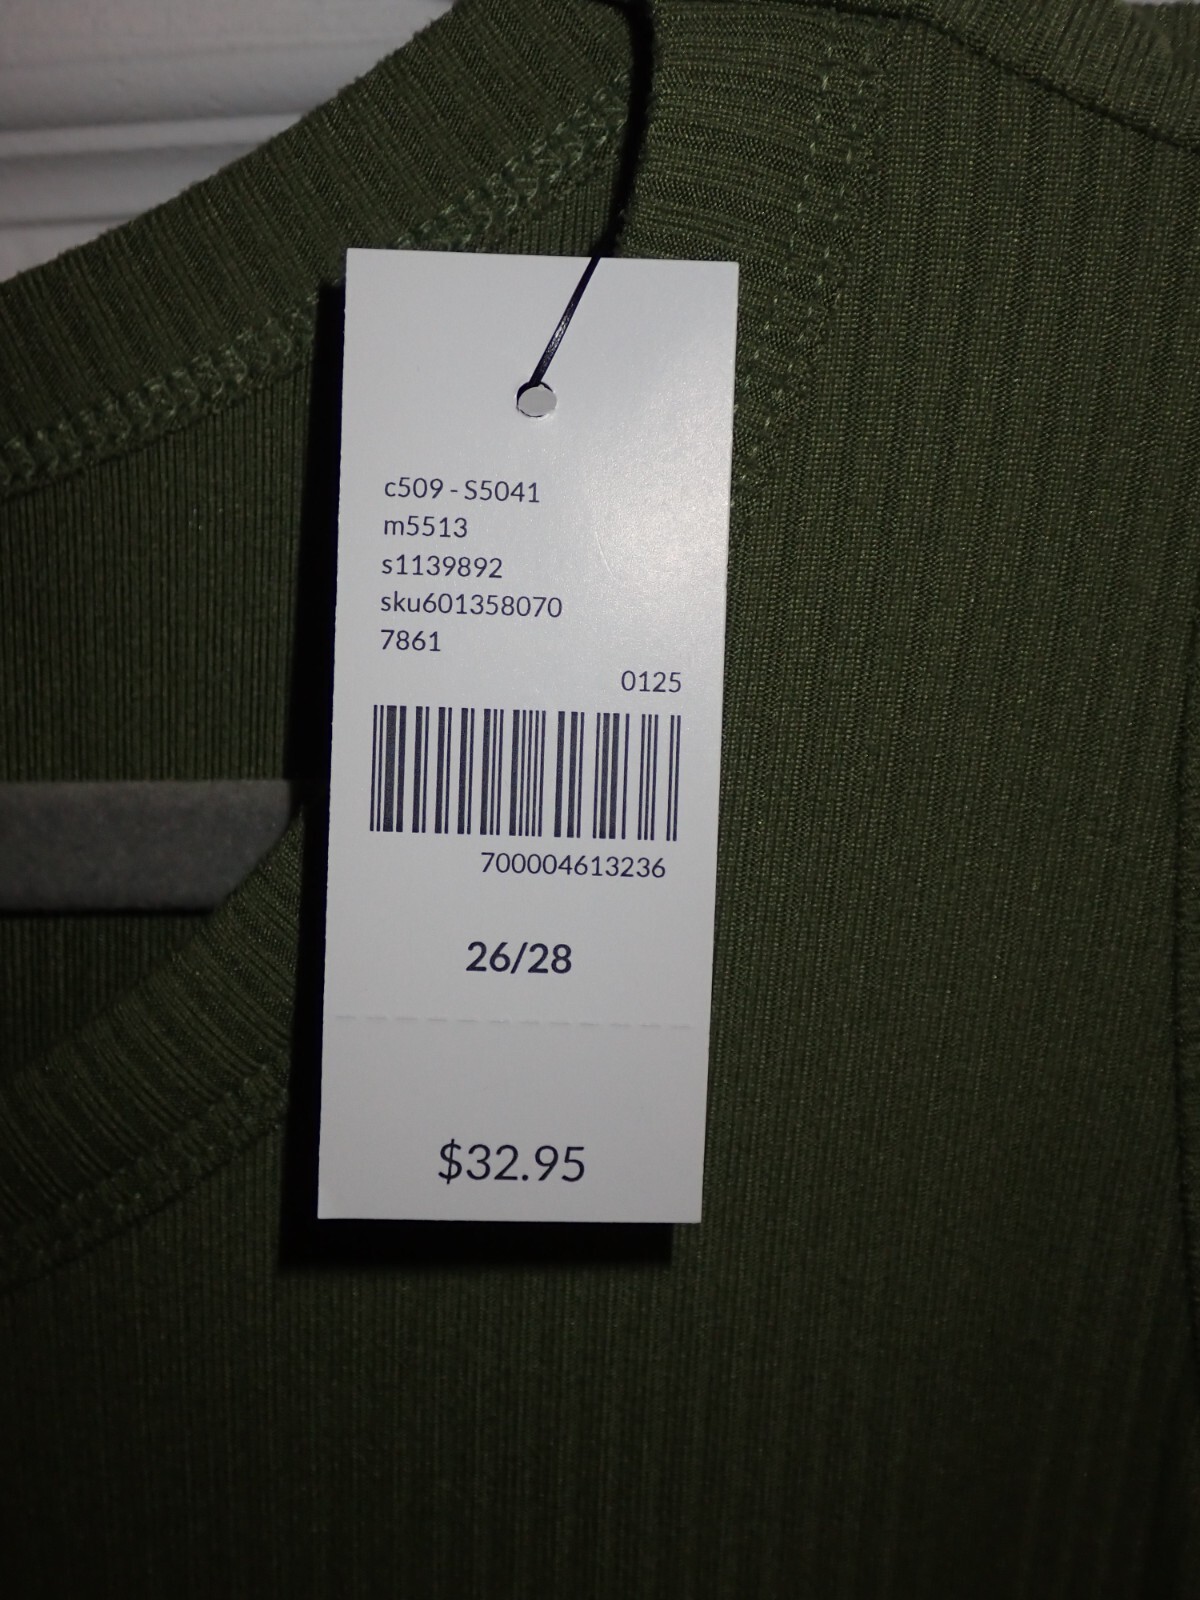 c509 - S5041
m5513
s1139892
sku601358070
7861
0125
700004613236
26/28
$32.95